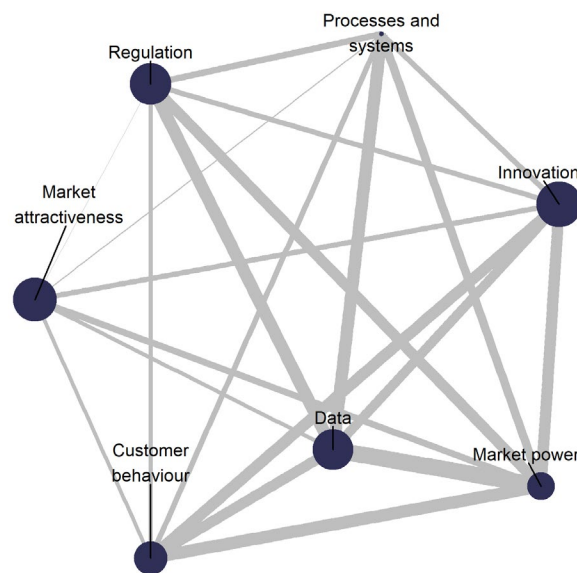 Processes and
systems
Regulation
Innovation
Market
attractiveness
Data
Customer
behaviour
Market power